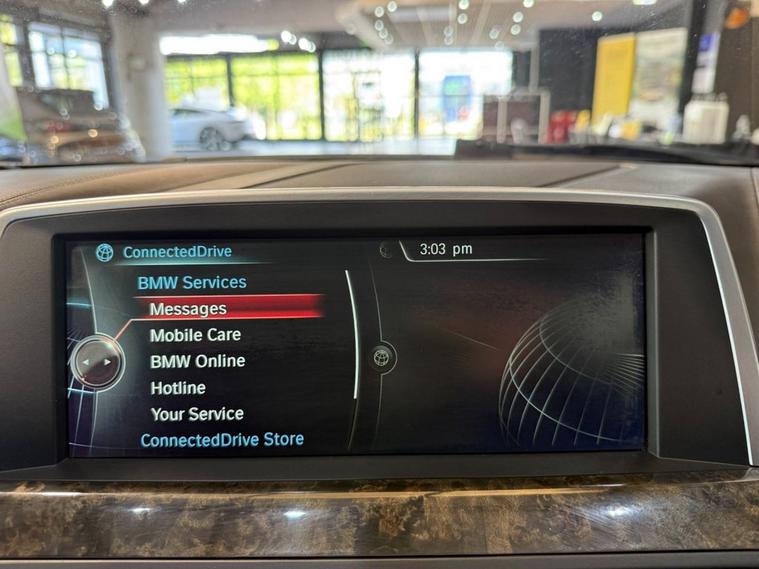 ConnectedDrive
3:03 pm
BMW Services
Messages
Mobile Care
BMW Online
Hotline
Your Service
ConnectedDrive Store